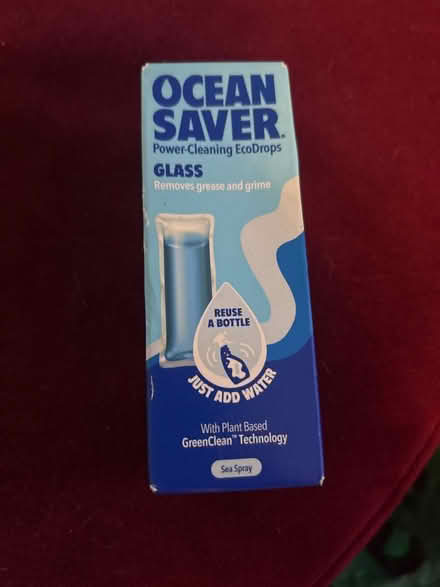 OCEAN
SAVER.
Power-Cleaning EcoDrops
GLASS
Removes grease and grime
REUSE
A BOTTLE
JUST ADD WATER
With Plant Based
GreenClean™ Technology
Sea Spray